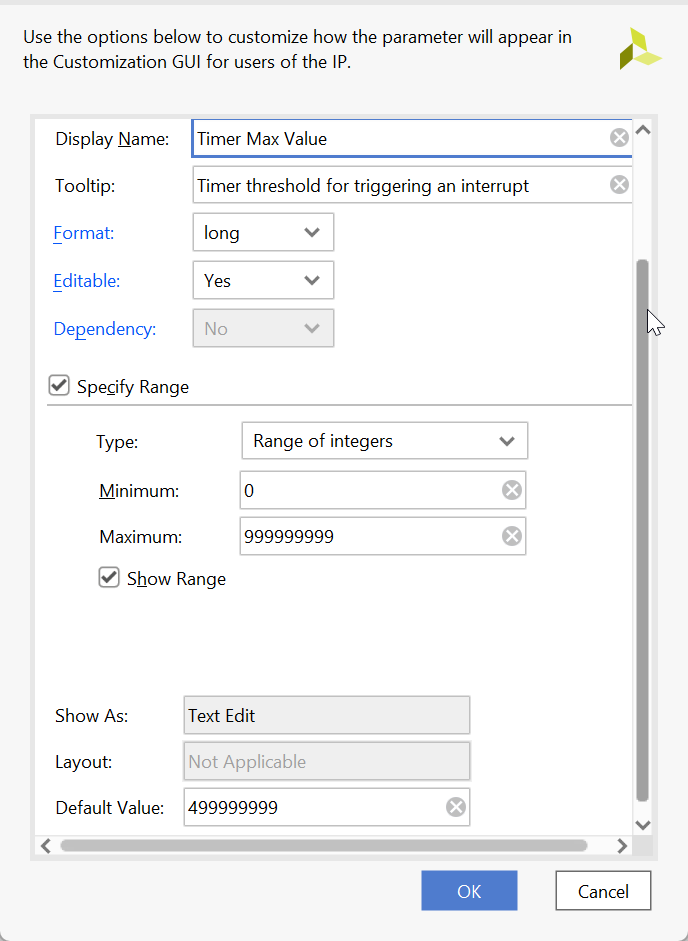 Use the options below to customize how the parameter will appear in
the Customization GUI for users of the IP.
Display Name: Timer Max Value
Tooltip: Timer threshold for triggering an interrupt
Format: long
Editable: Yes
Dependency: No
Specify Range
Type: Range of integers
Minimum: 0
Maximum: 999999999
Show Range
Show As: Text Edit
Layout: Not Applicable
Default Value: 499999999
OK Cancel